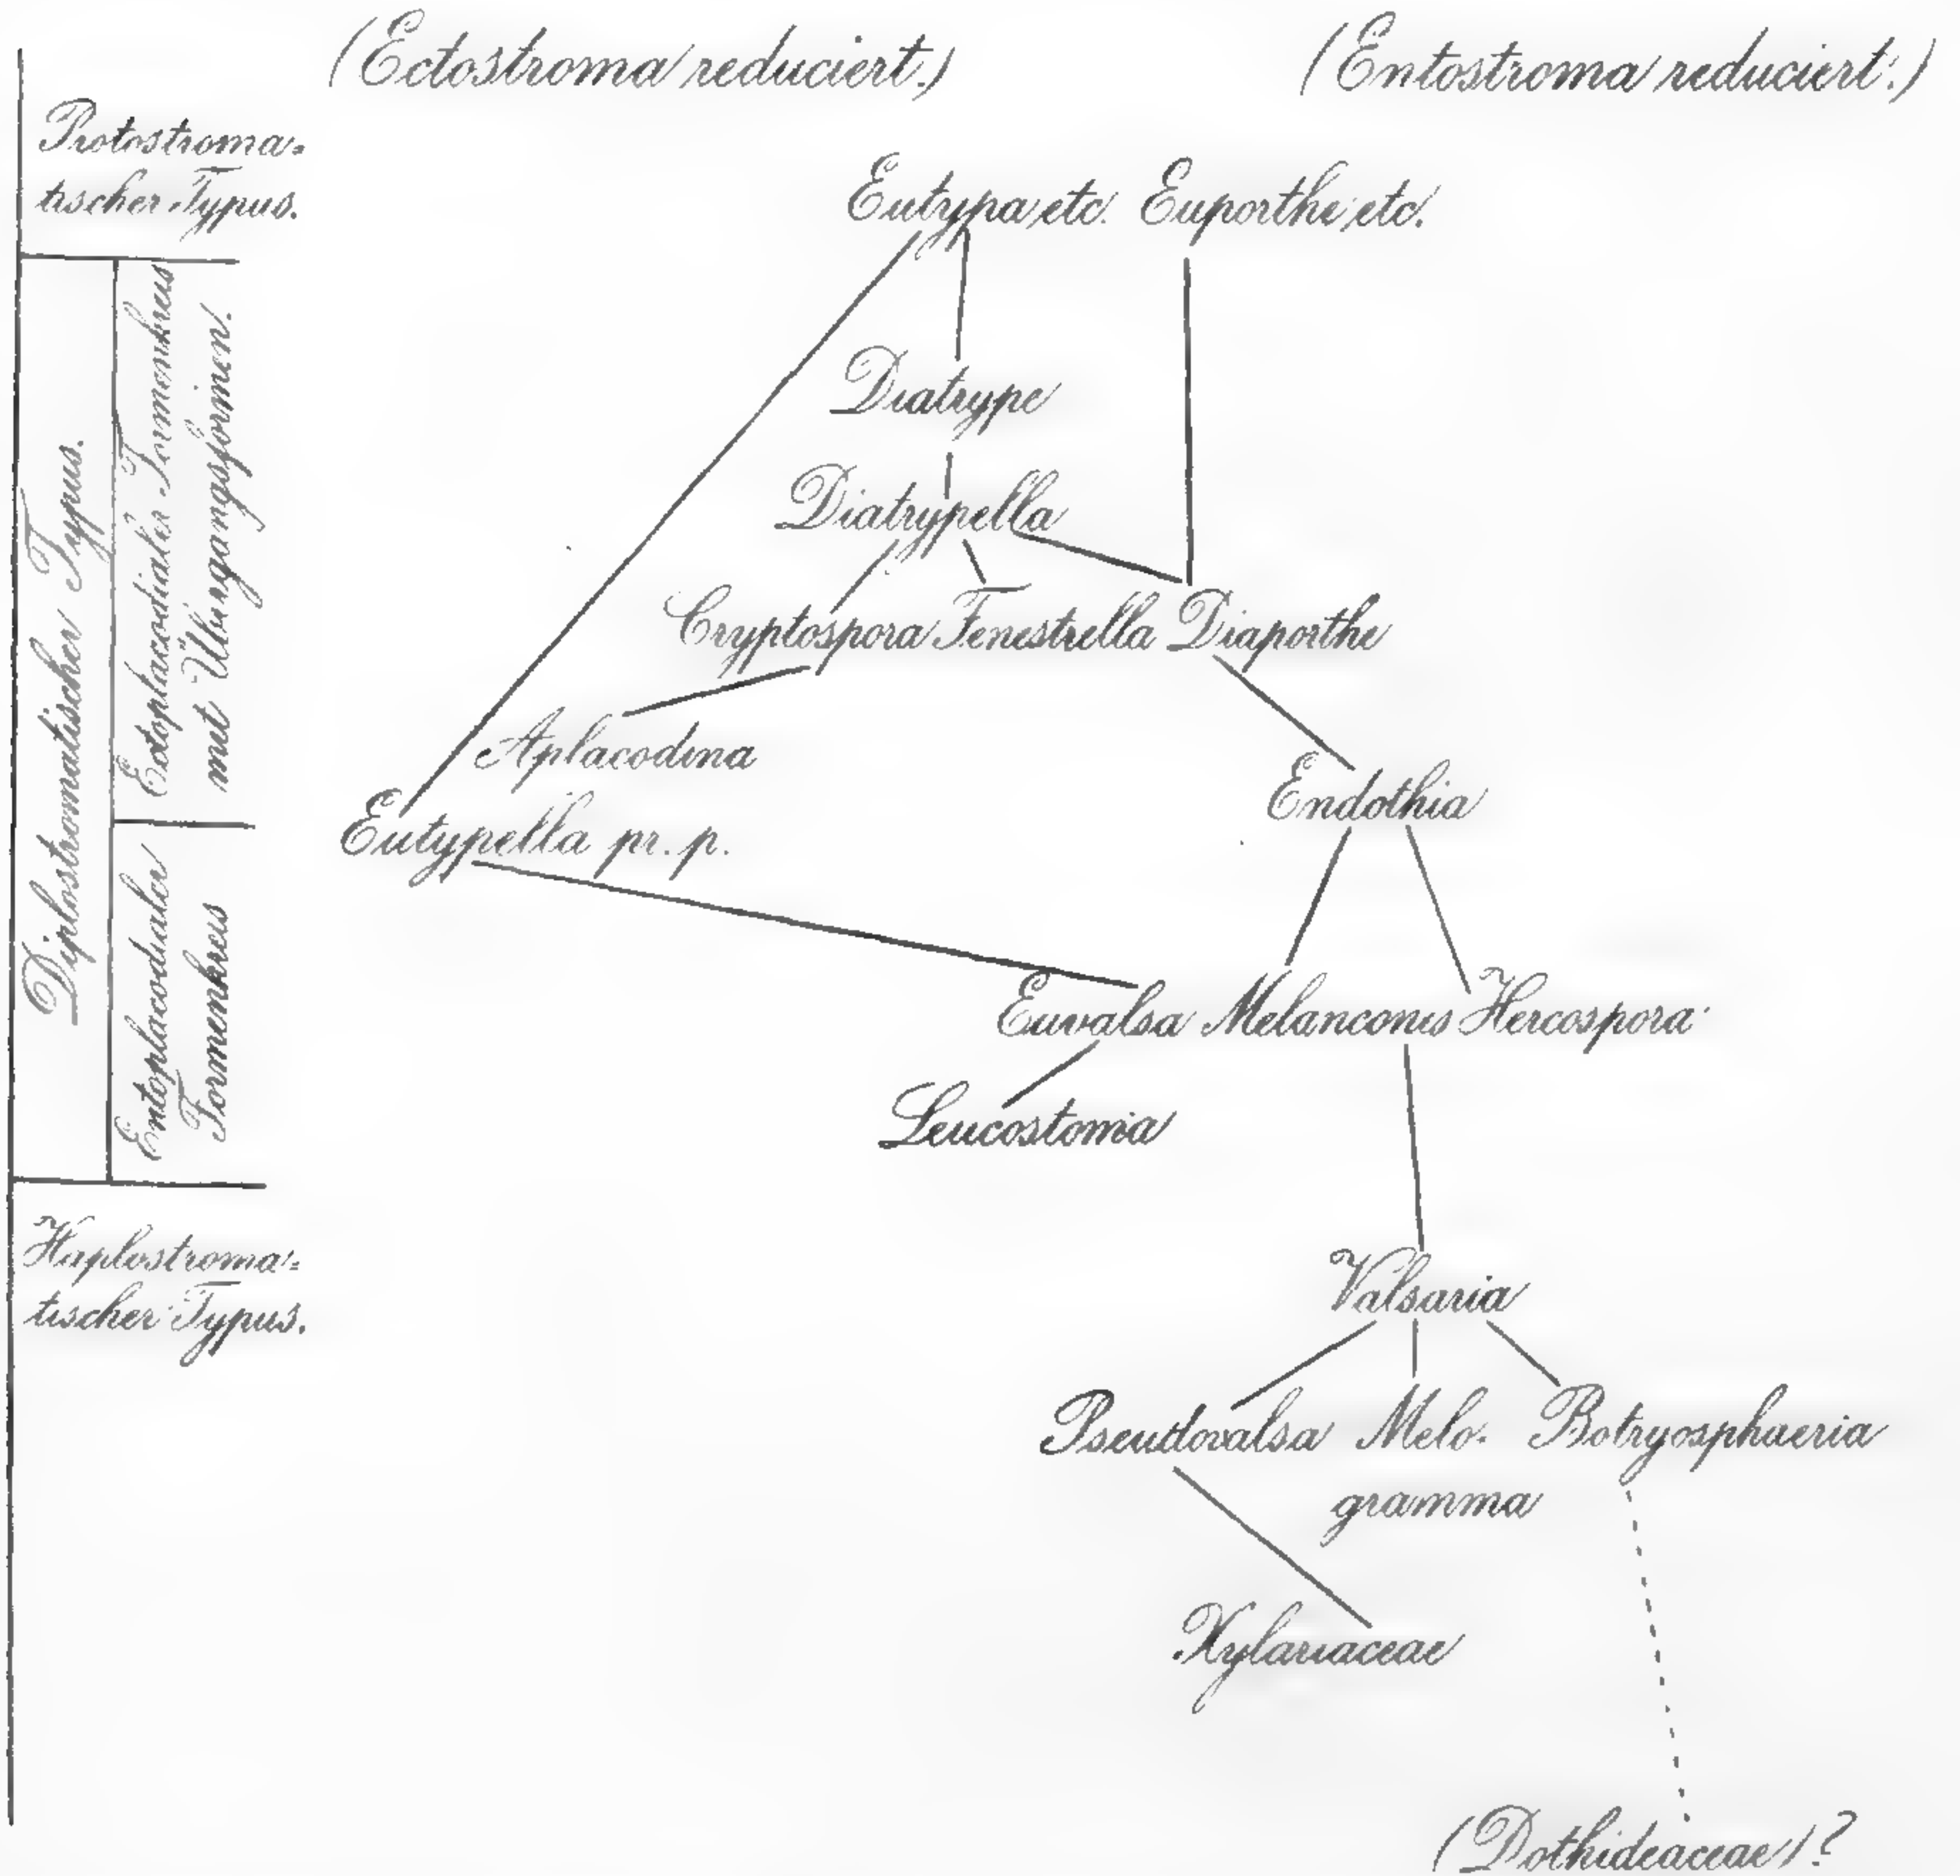 (Ectostroma reduciert.)
(Entostroma reduciert.)
Protostroma=
tischer Typus.
Eutypa etc. Euporthe etc.
Diplostromatischer Typus.
Ectoplacodialer Formenkreis
mit Übergangsformen.
Diatrype
Diatrypella
Cryptospora Fenestrella Diaporthe
Aplacodina
Endothia
Eutypella pr. p.
Entoplacodialer
Formenkreis
Euvalsa Melanconis Hercospora
Leucostoma
Haplostroma=
tischer Typus.
Valsaria
Pseudovalsa Melo- Botryosphaeria
gramma
Xylariaceae
(Dothideaceae)?